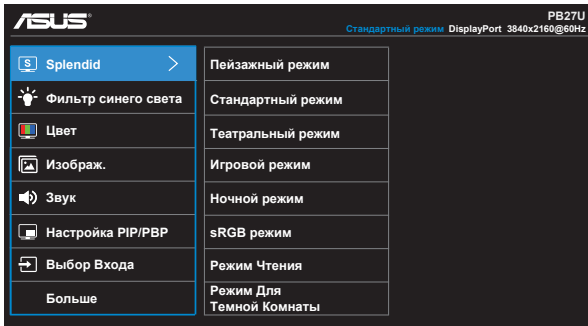 ASUS
PB27U
Стандартный режим DisplayPort 3840x2160@60Hz
S Splendid
Фильтр синего света
Цвет
Изображ.
Звук
Настройка PIP/PBP
Выбор Входа
Больше
Пейзажный режим
Стандартный режим
Театральный режим
Игровой режим
Ночной режим
sRGB режим
Режим Чтения
Режим Для
Темной Комнаты